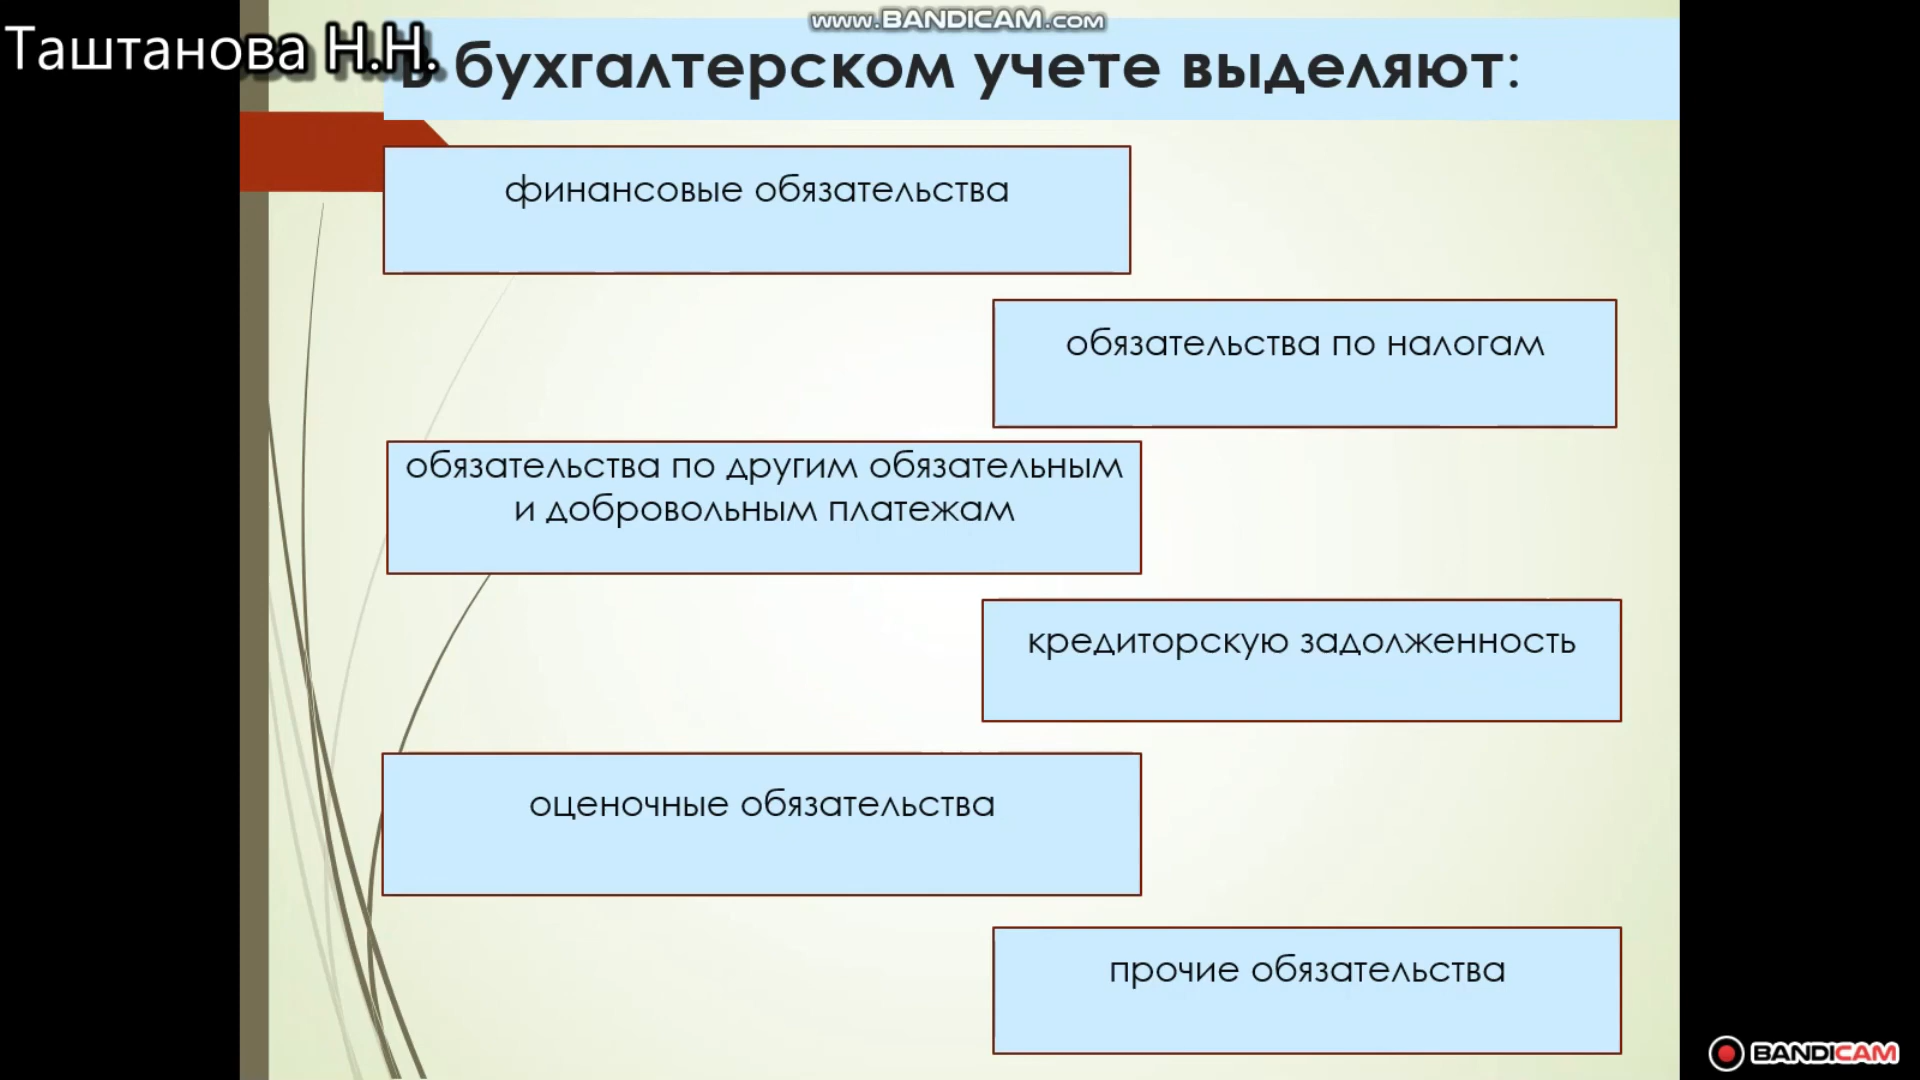 www.BANDICAM.com
Таштанова Н.Н.
В бухгалтерском учете выделяют:
финансовые обязательства
обязательства по налогам
обязательства по другим обязательным
и добровольным платежам
кредиторскую задолженность
оценочные обязательства
прочие обязательства
BANDICAM